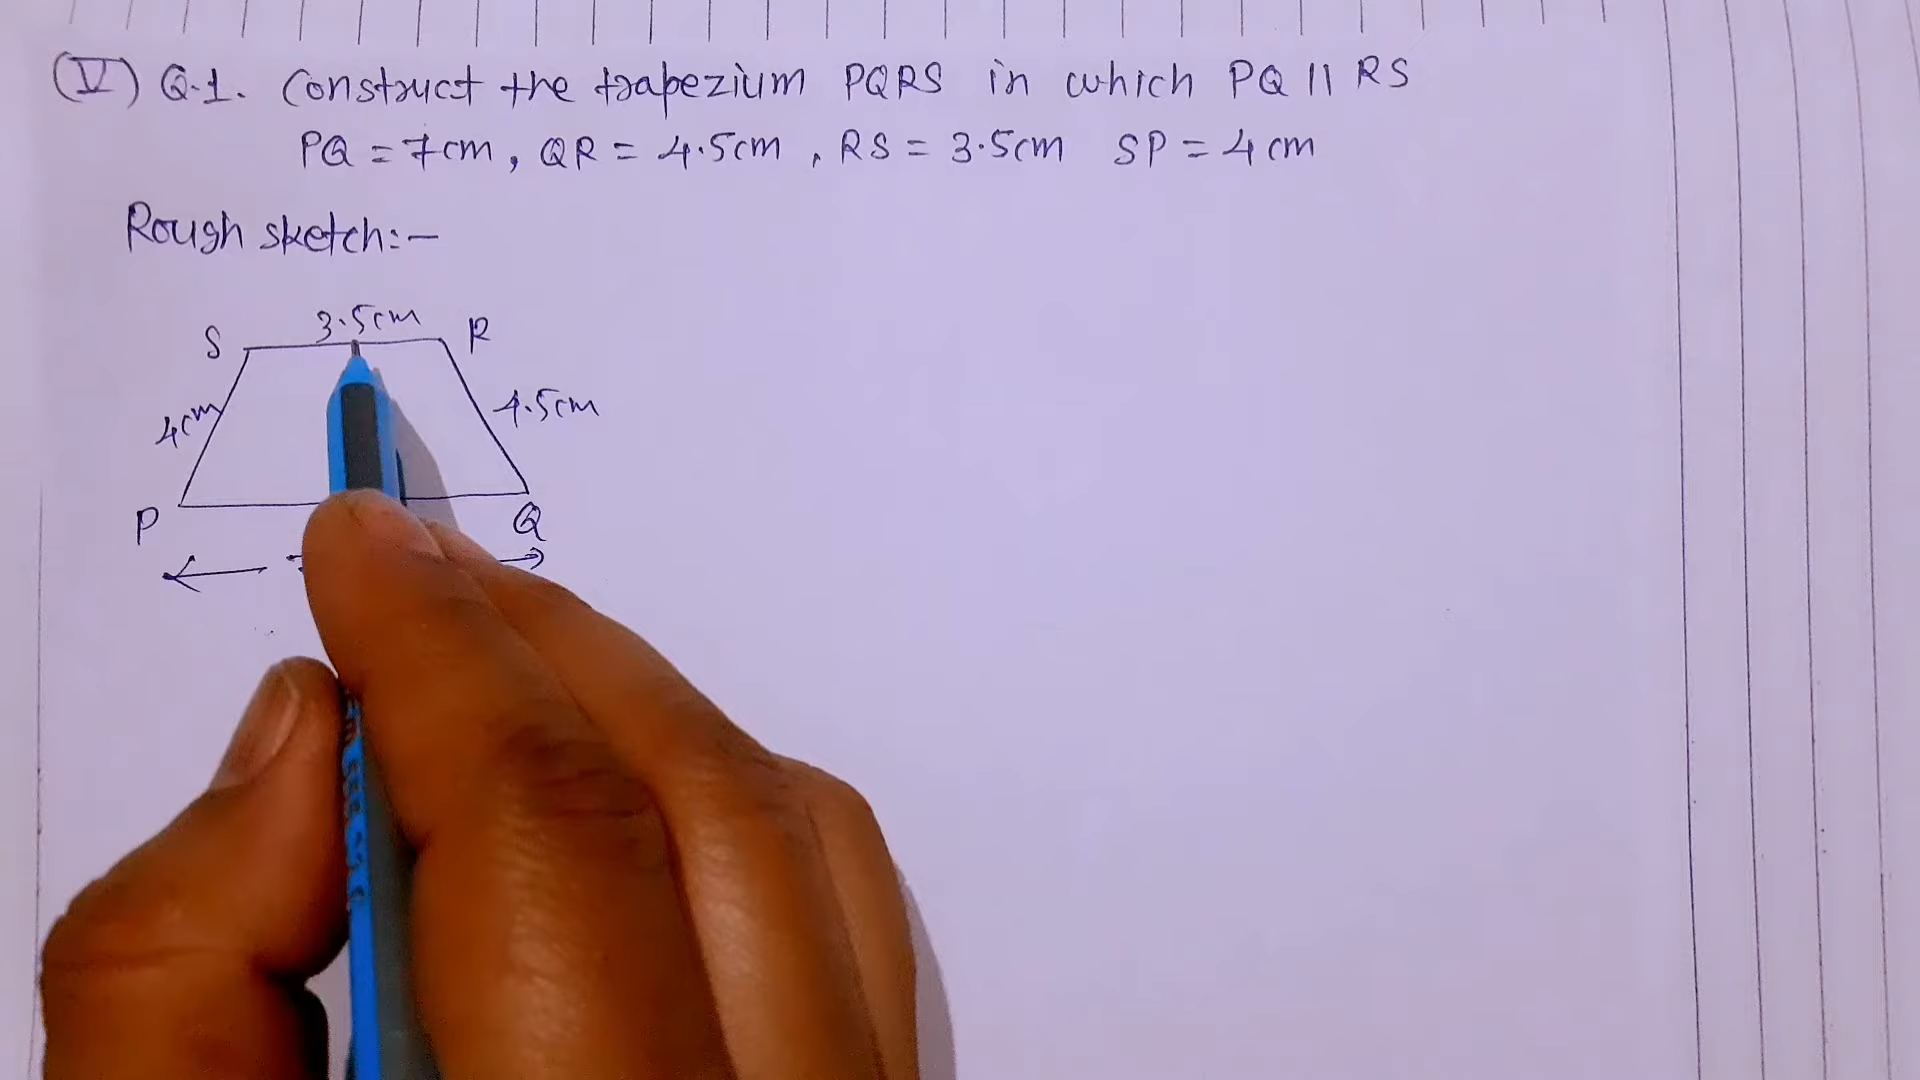 (V) Q.1. Construct the trapezium PQRS in which PQ || RS
PQ = 7cm, QR = 4.5cm, RS = 3.5cm SP = 4cm
Rough sketch:-
3.5cm
S R
4cm 4.5cm
P Q